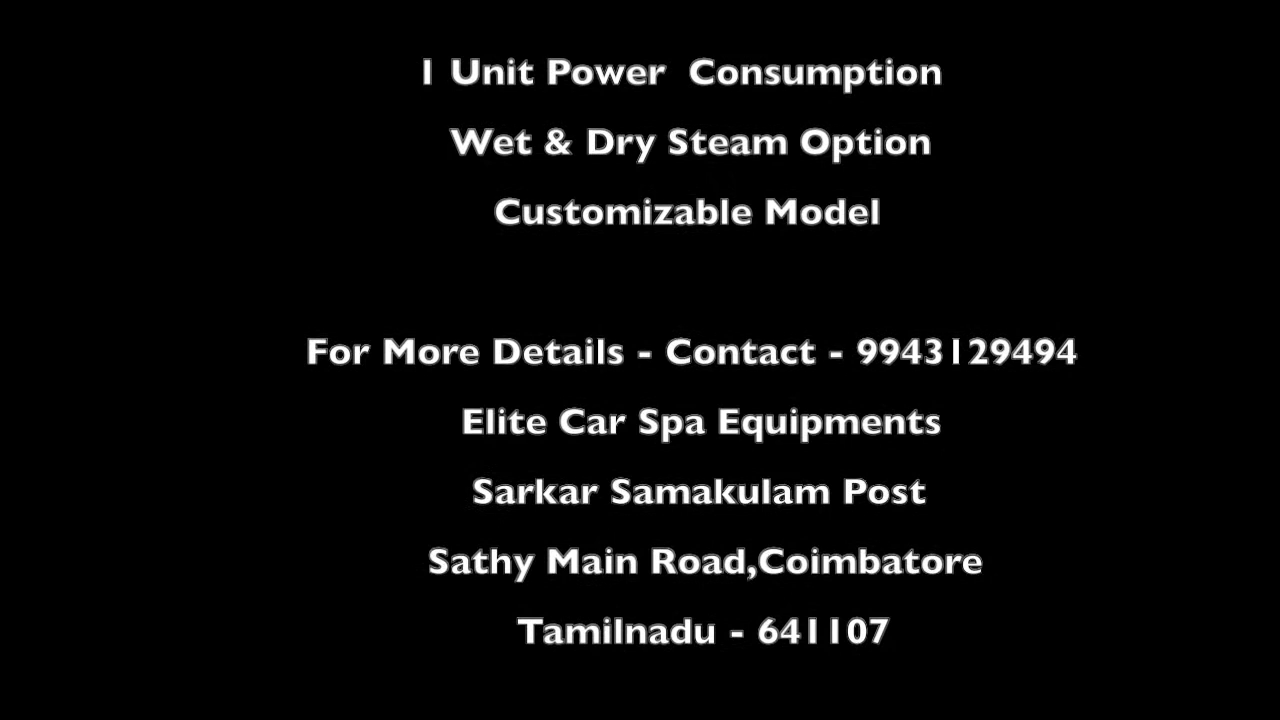 1 Unit Power Consumption
Wet & Dry Steam Option
Customizable Model
For More Details - Contact - 9943129494
Elite Car Spa Equipments
Sarkar Samakulam Post
Sathy Main Road,Coimbatore
Tamilnadu - 641107